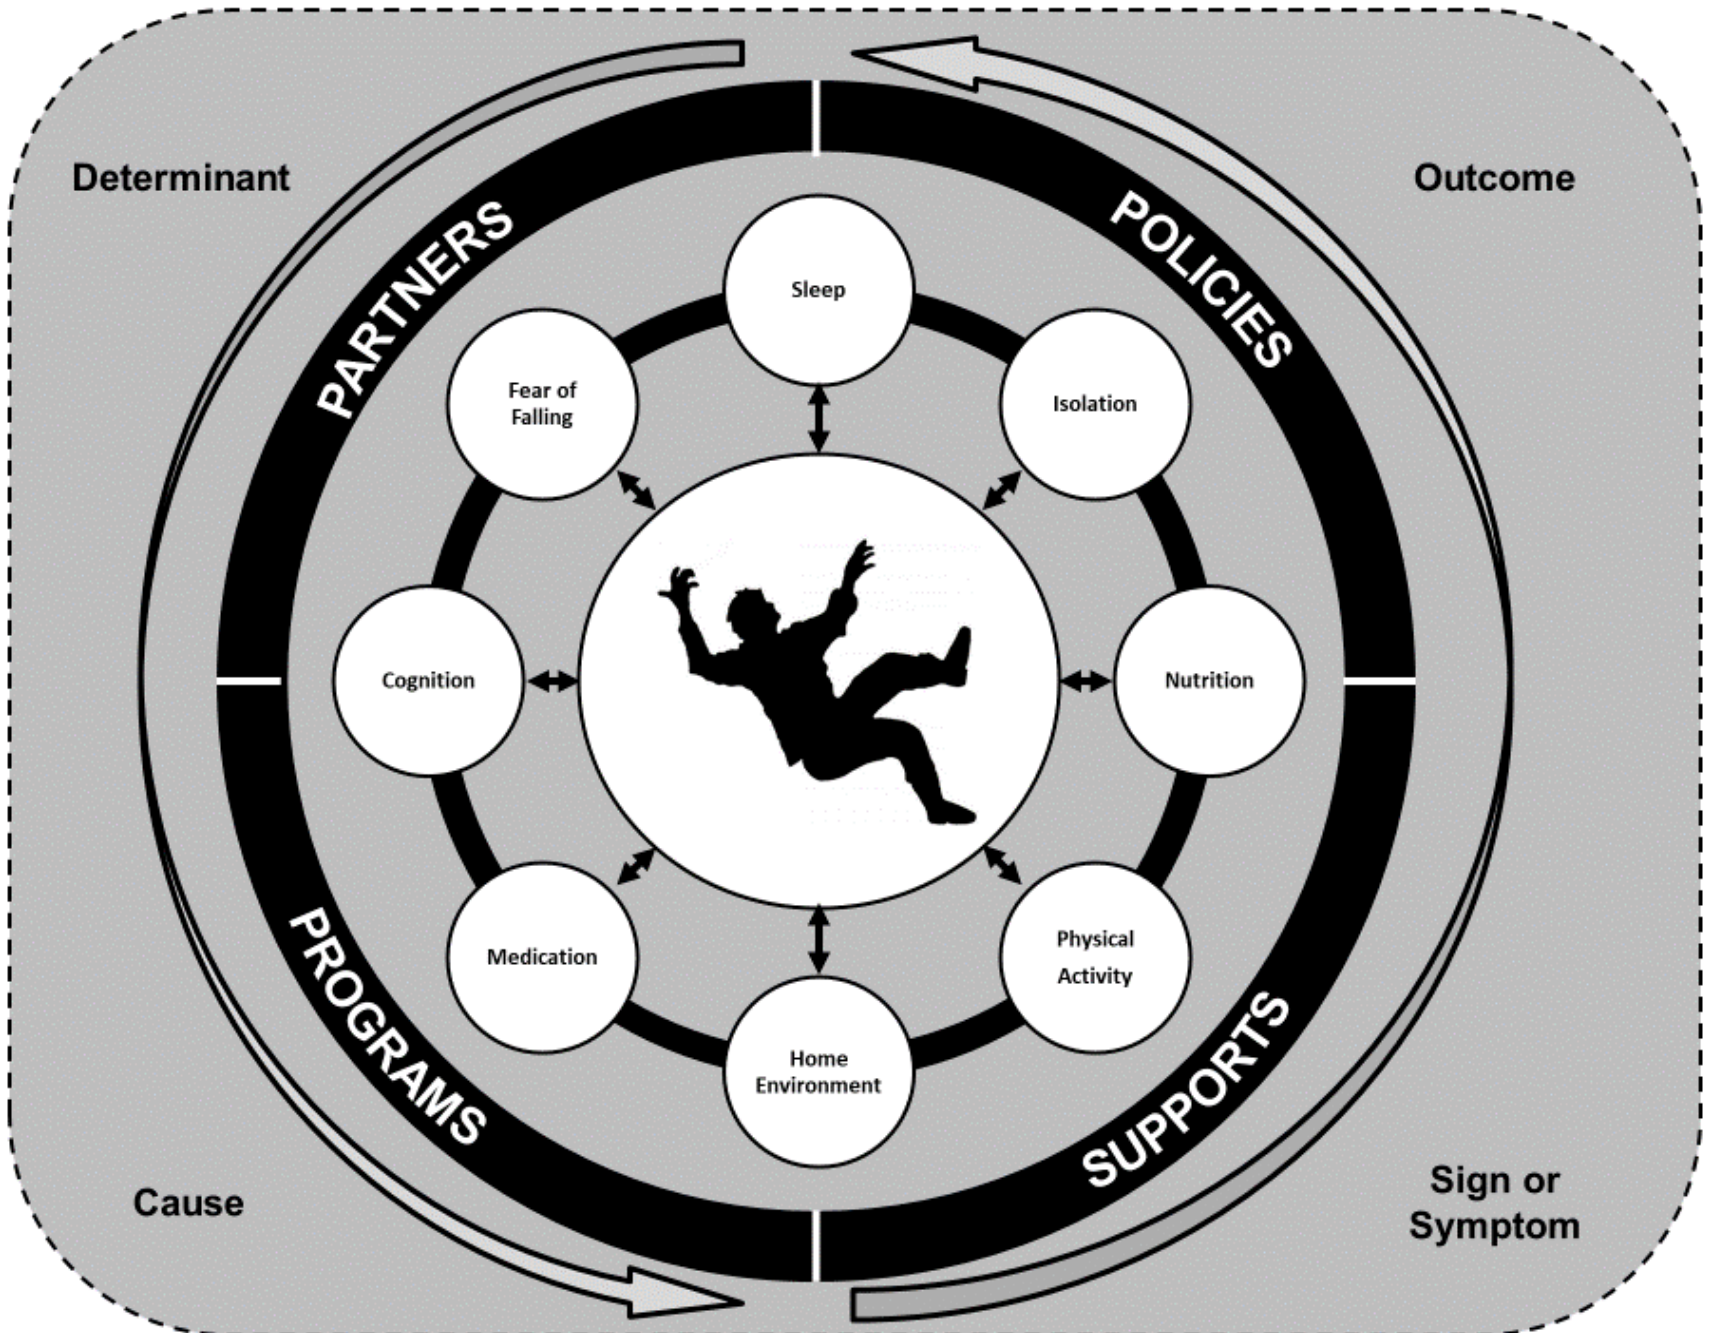 Determinant
Outcome
PARTNERS
POLICIES
Sleep
Fear of
Falling
Isolation
Cognition
Nutrition
Medication
Physical
Activity
Home
Environment
PROGRAMS
SUPPORTS
Cause
Sign or
Symptom